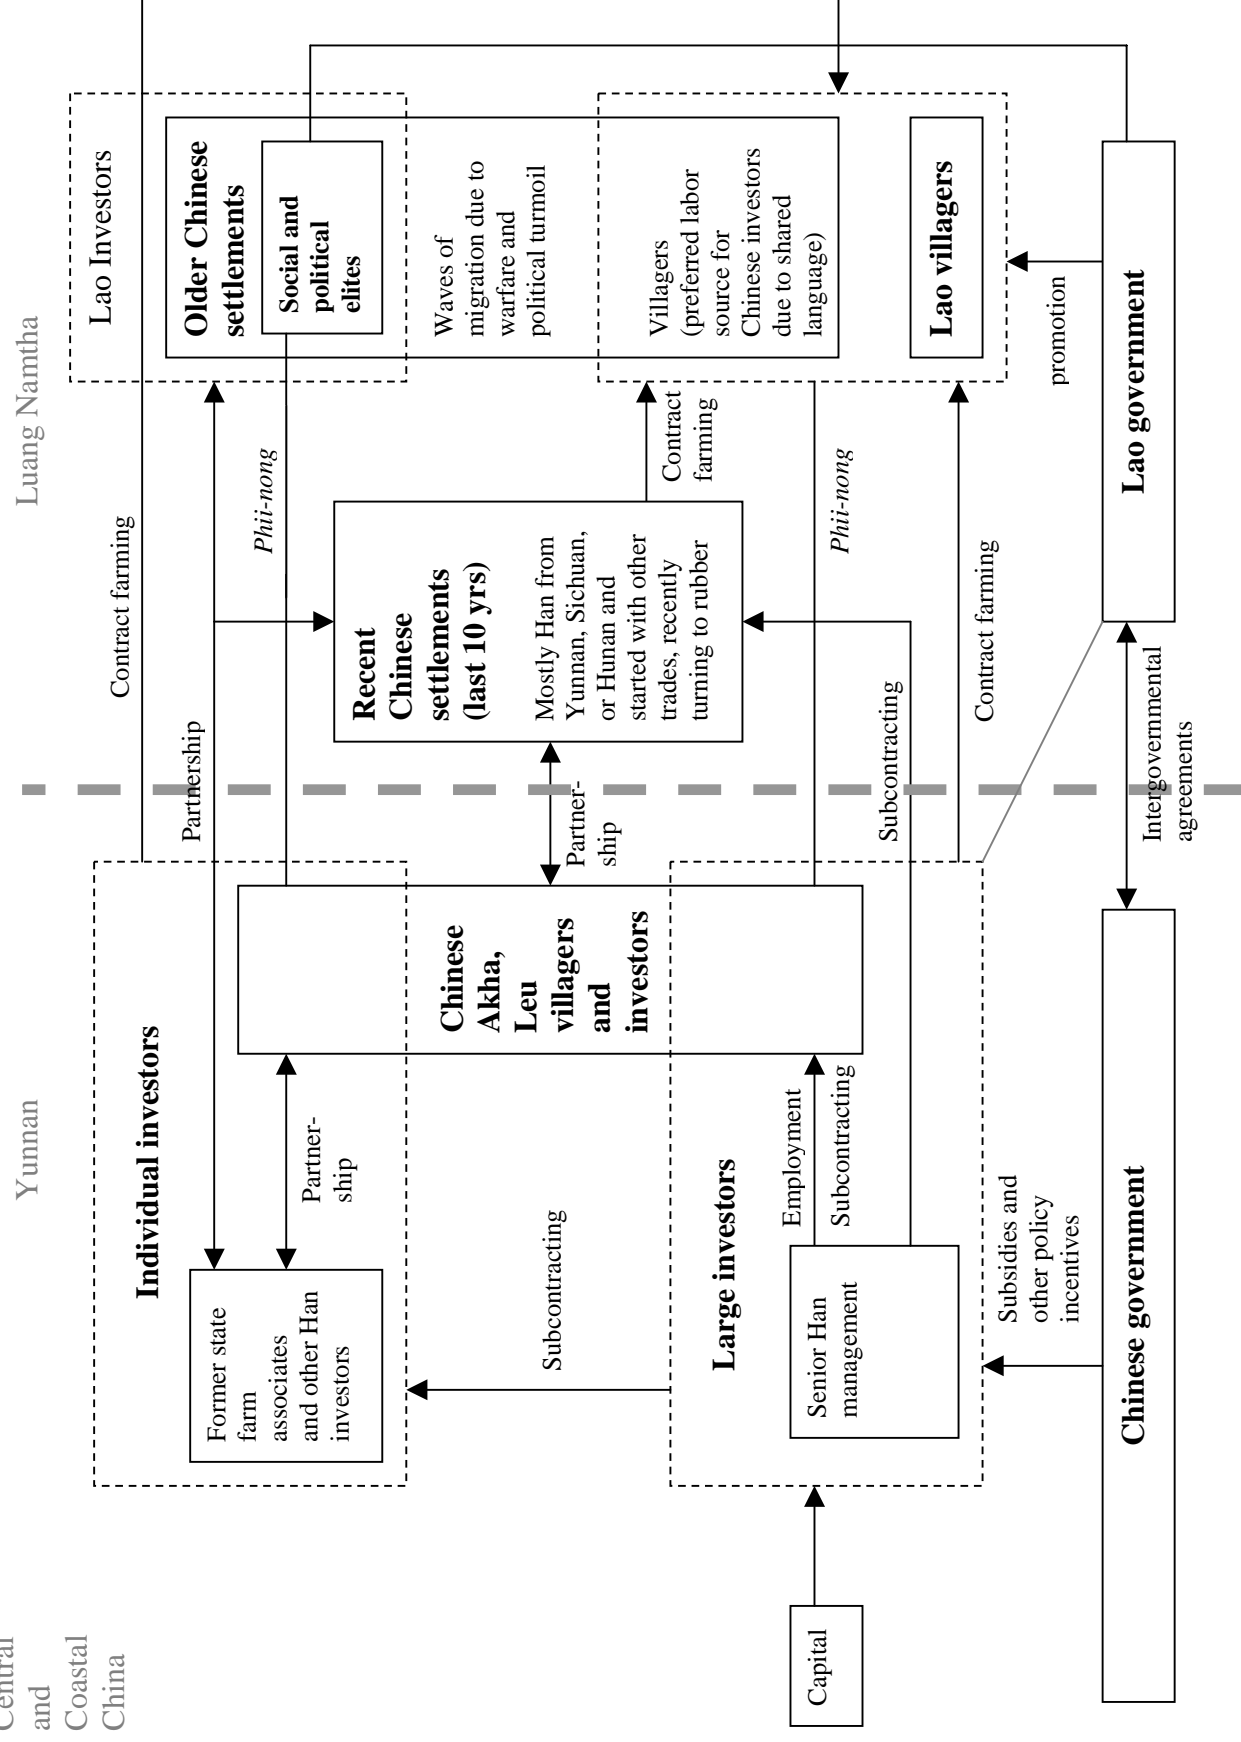 Central
and
Coastal
China
Yunnan
Luang Namtha
Individual investors
Former state
farm
associates
and other Han
investors
Partner-
ship
Partnership
Contract farming
Phii-nong
Lao Investors
Older Chinese
settlements
Social and
political
elites
Waves of
migration due to
warfare and
political turmoil
Villagers
(preferred labor
source for
Chinese investors
due to shared
language)
Lao villagers
Recent
Chinese
settlements
(last 10 yrs)
Mostly Han from
Yunnan, Sichuan,
or Hunan and
started with other
trades, recently
turning to rubber
Contract
farming
Phii-nong
Partner-
ship
Chinese
Akha,
Leu
villagers
and
investors
Subcontracting
Large investors
Senior Han
management
Employment
Subcontracting
Subcontracting
Contract farming
Capital
Subsidies and
other policy
incentives
promotion
Chinese government
Intergovernmental
agreements
Lao government